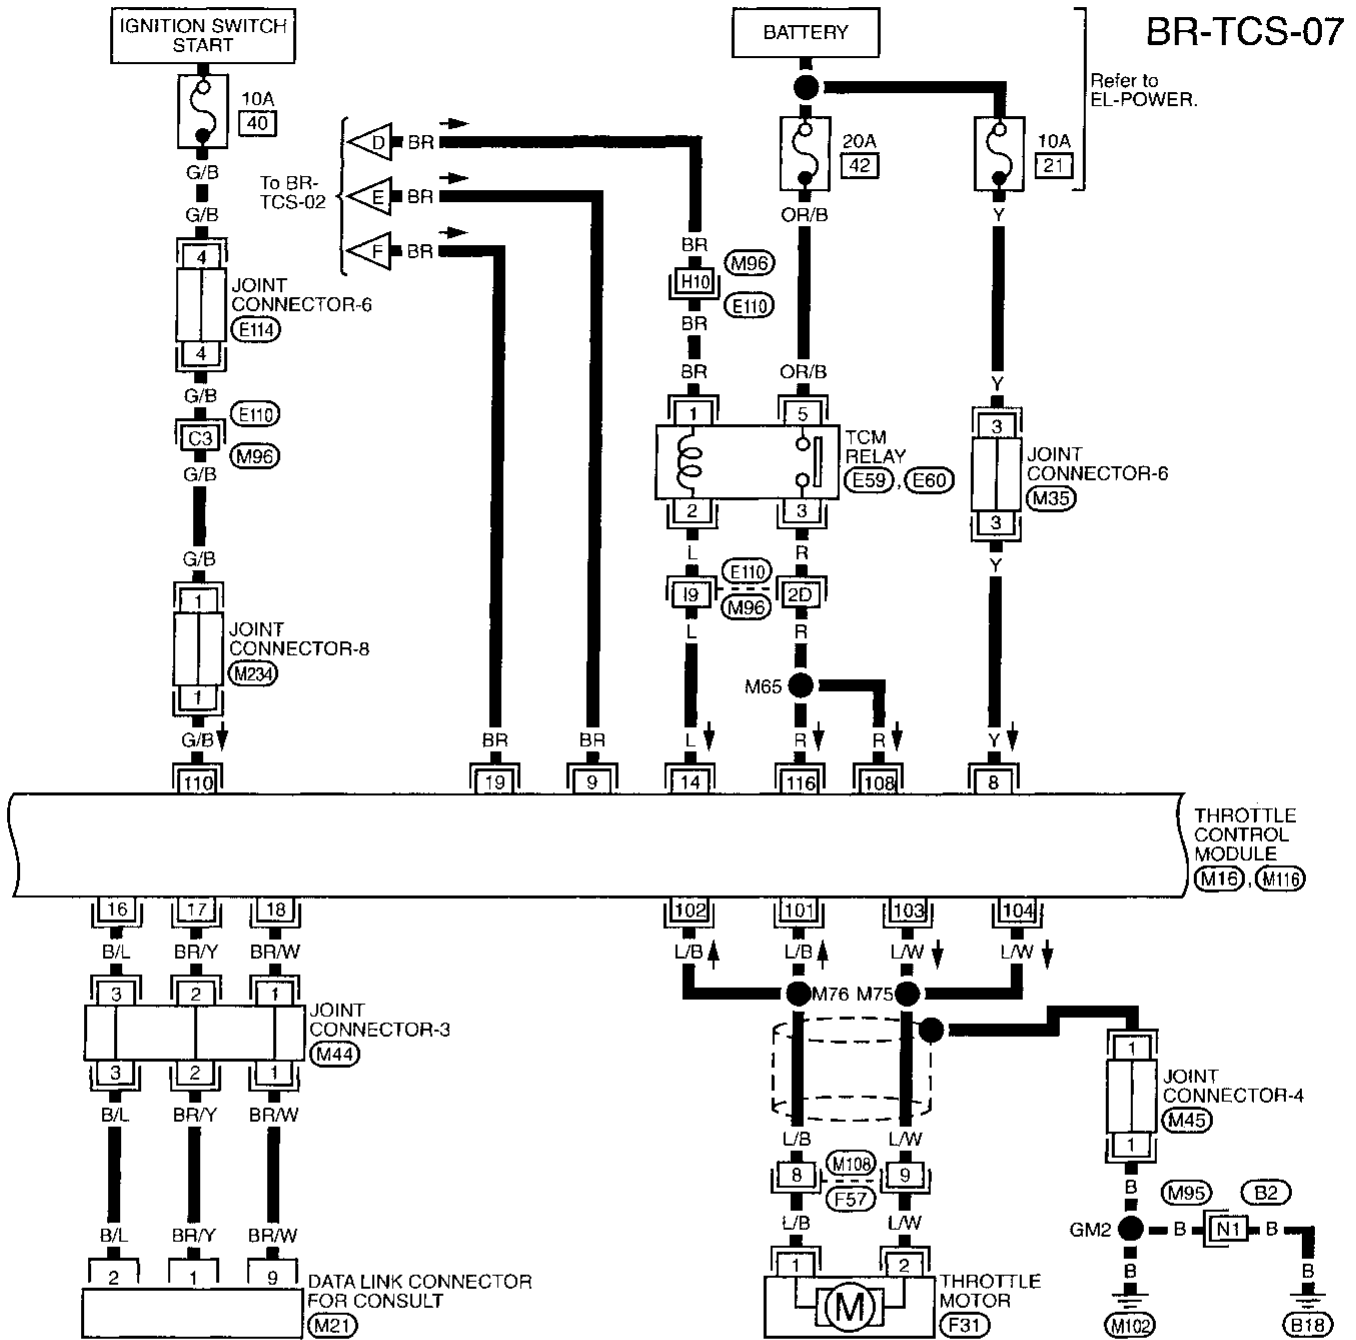 BR-TCS-07
IGNITION SWITCH
START
BATTERY
Refer to
EL-POWER.
10A
40
20A
42
10A
21
To BR-
TCS-02
D BR
E BR
F BR
G/B
OR/B
Y
G/B
4
JOINT
CONNECTOR-6
E114
4
BR
H10
M96
E110
BR
BR
OR/B
Y
G/B
C3
E110
M96
G/B
1
5
TCM
RELAY
E59, E60
2
3
3
JOINT
CONNECTOR-6
M35
3
L
R
Y
G/B
1
JOINT
CONNECTOR-8
M234
1
I9
E110
M96
2D
L
R
M65
G/B
BR
BR
L
R
R
Y
110
19
9
14
116
108
8
THROTTLE
CONTROL
MODULE
M16, M116
16
17
18
102
101
103
104
B/L
BR/Y
BR/W
L/B
L/B
L/W
L/W
3
2
1
JOINT
CONNECTOR-3
M44
3
2
1
M76
M75
B/L
BR/Y
BR/W
1
JOINT
CONNECTOR-4
M45
1
L/B
L/W
8
M108
F57
9
B
M95
B2
L/B
L/W
GM2
B
N1
B
B
B
B/L
BR/Y
BR/W
2
1
9
DATA LINK CONNECTOR
FOR CONSULT
M21
1
2
M
THROTTLE
MOTOR
F31
M102
B18